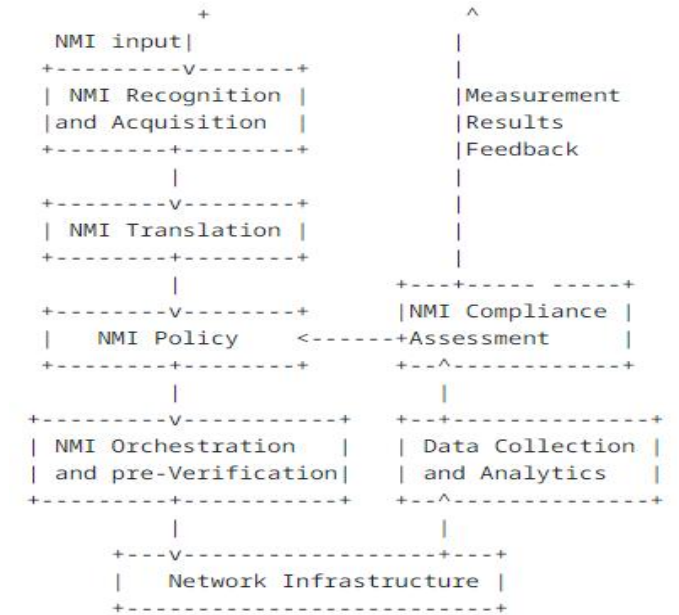 NMI input
NMI Recognition
and Acquisition
Measurement
Results
Feedback
NMI Translation
NMI Policy
NMI Compliance
Assessment
NMI Orchestration
and pre-Verification
Data Collection
and Analytics
Network Infrastructure